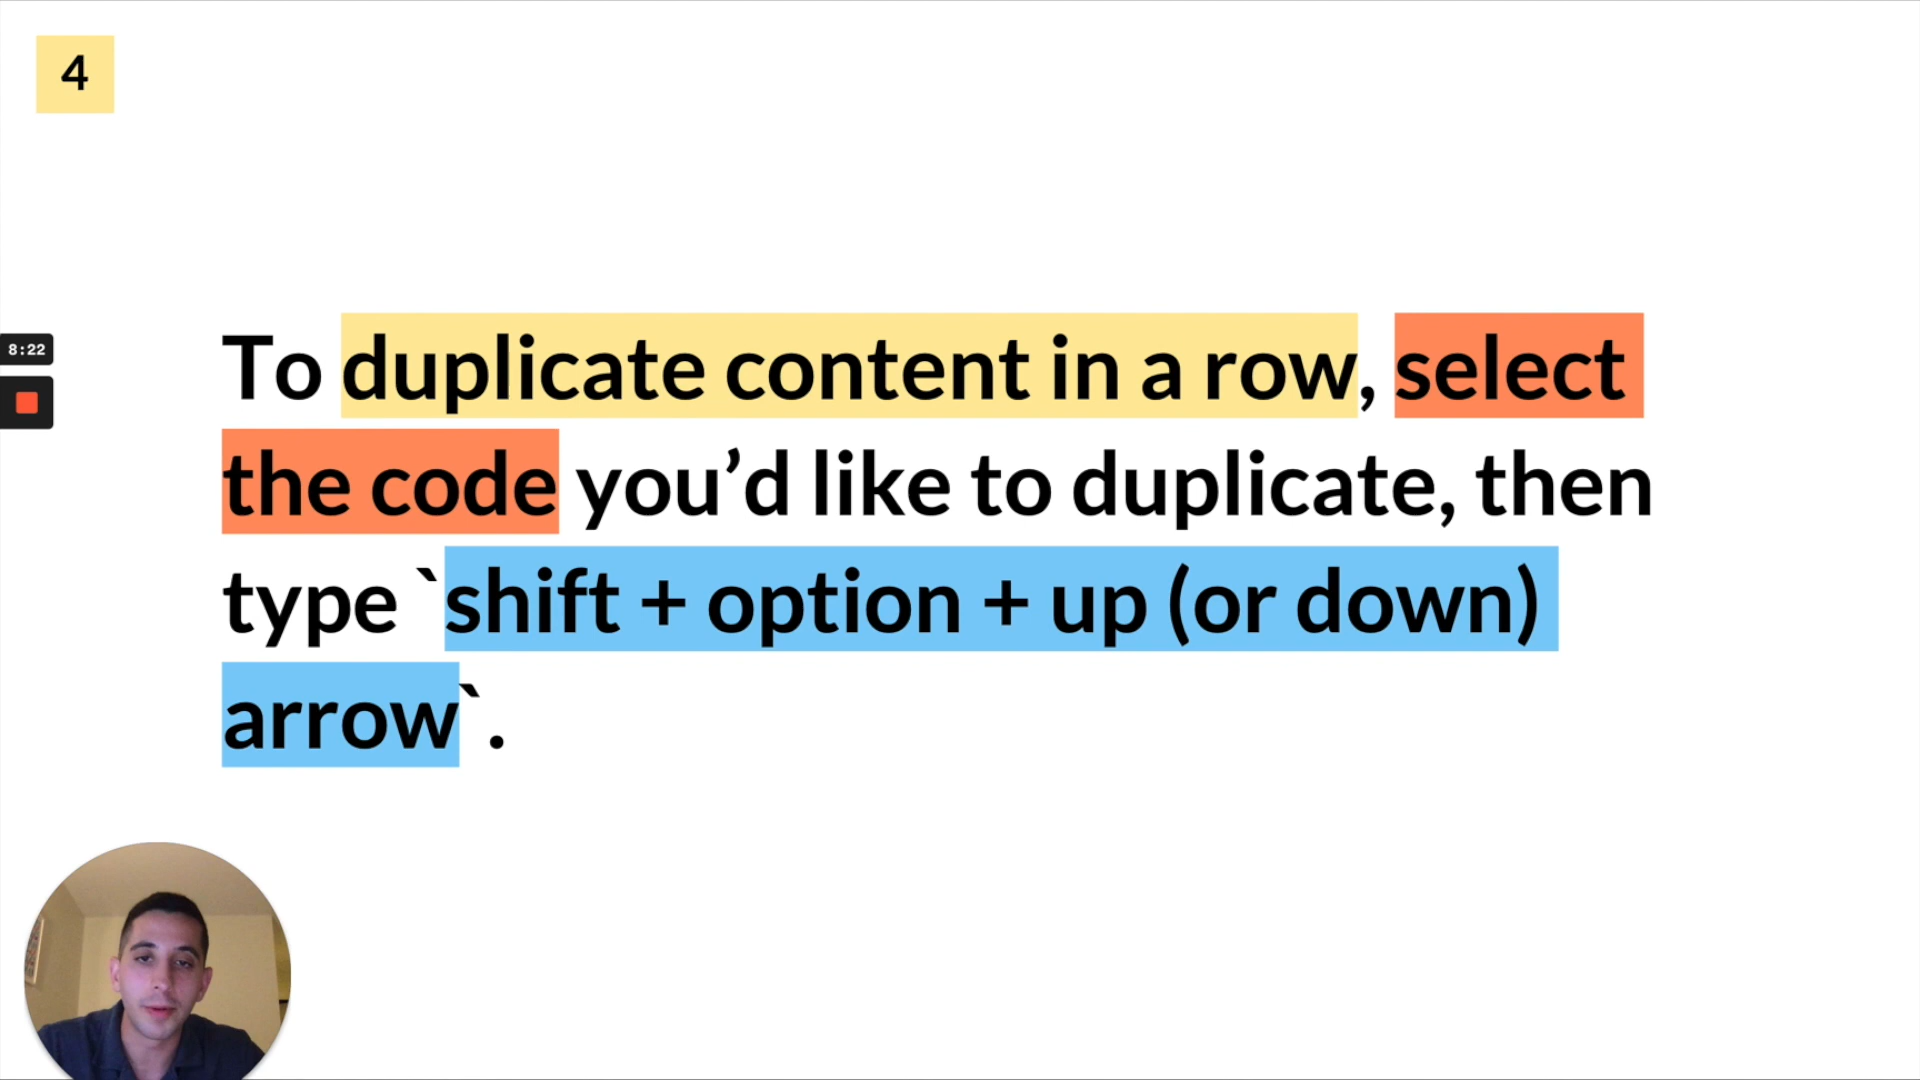 4
8:22
To duplicate content in a row, select
the code you’d like to duplicate, then
type `shift + option + up (or down)
arrow`.